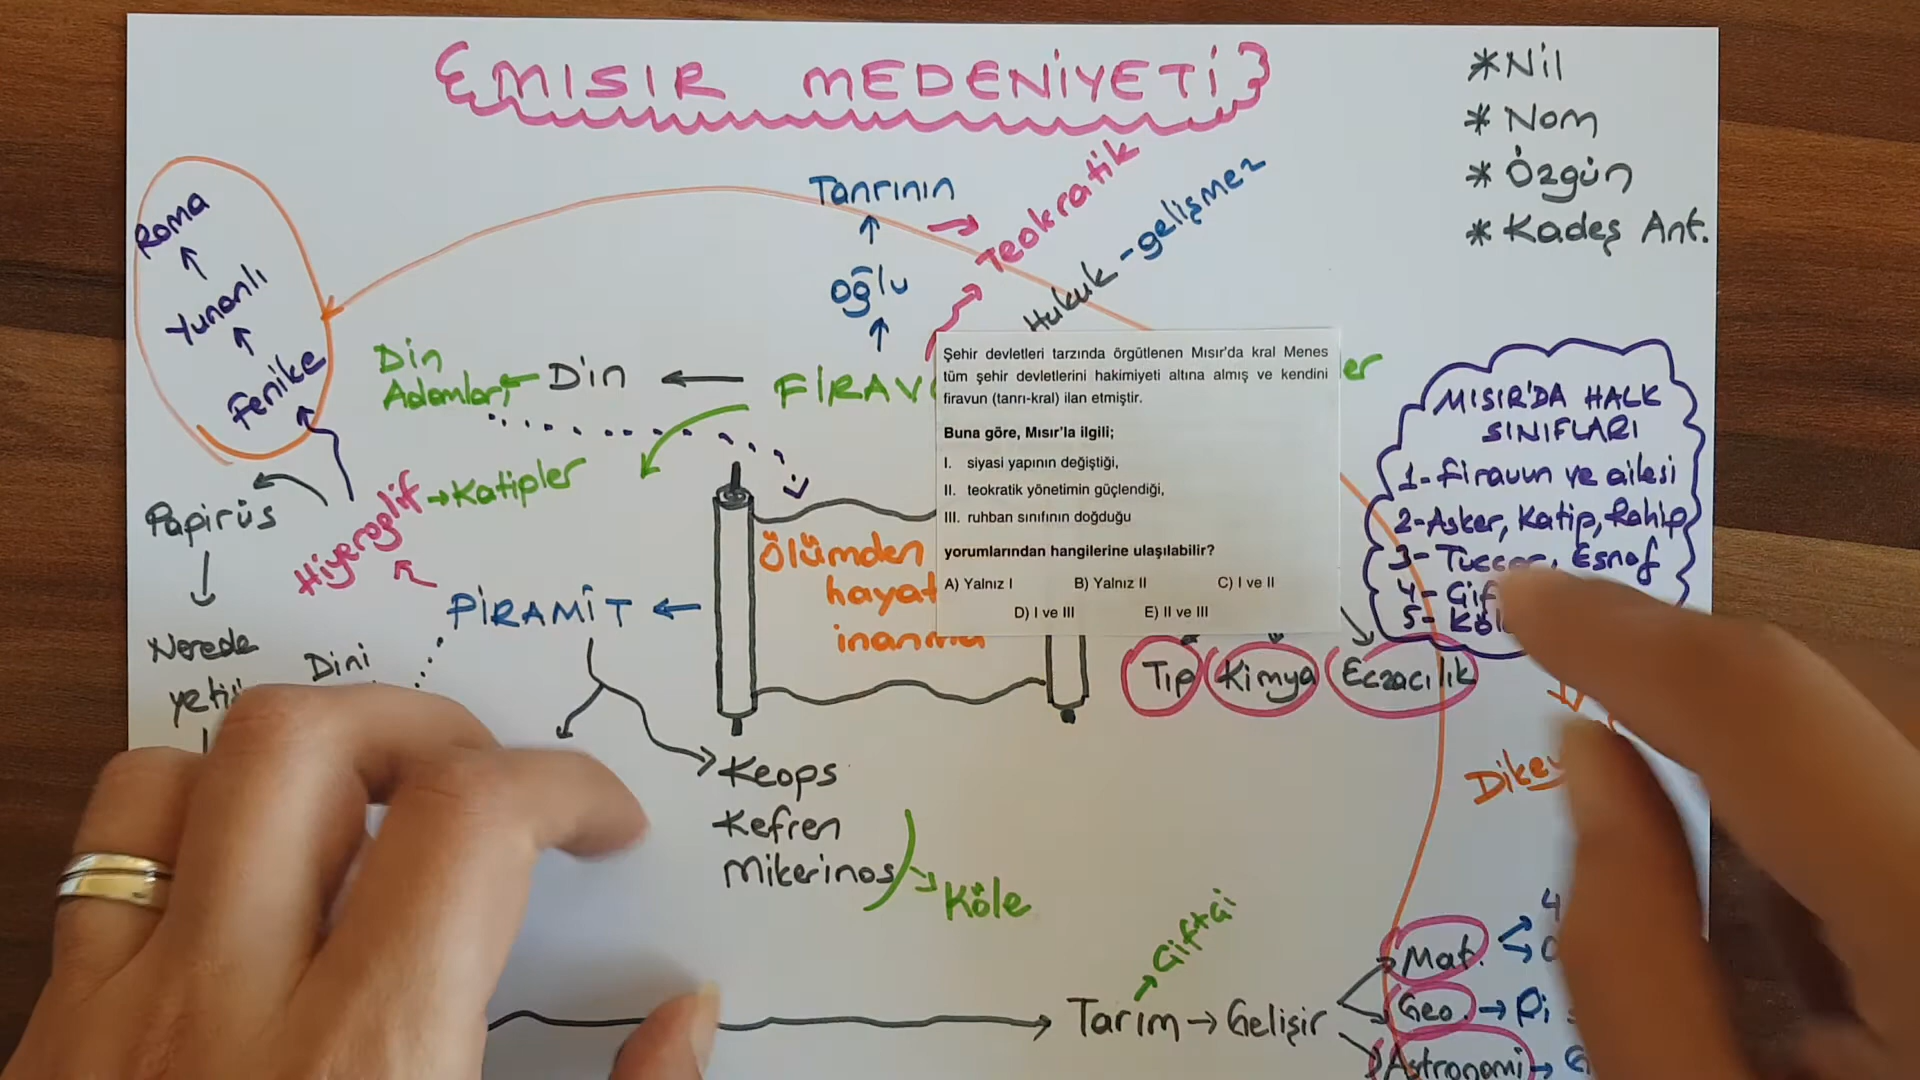 MISIR MEDENİYETİ
*Nil
*Nom
*Özgün
*Kadeş Ant.
Roma
Yunanlı
Fenike
Tanrının
oğlu
Teokratik
Hukuk-gelişmez
Din
Adamları
Din
Hiyeroglif→Katipler
Papirüs
Nerede
Dini
PİRAMİT
Ölümden
hayat
Şehir devletleri tarzında örgütlenen Mısır'da kral Menes
tüm şehir devletlerini hakimiyeti altına almış ve kendini
firavun (tanrı-kral) ilan etmiştir.
Buna göre, Mısır'la ilgili;
I. siyasi yapının değiştiği,
II. teokratik yönetimin güçlendiği,
III. ruhban sınıfının doğduğu
yorumlarından hangilerine ulaşılabilir?
A) Yalnız I B) Yalnız II C) I ve II
D) I ve III E) II ve III
MISIR'DA HALK
SINIFLARI
1-Firavun ve ailesi
2-Asker, Katip, Rahip
3-Tüccar, Esnaf
4-
5-
Tıp Kimya Eczacılık
Keops
Kefren
Mikerinos
Köle
Çiftçi
Tarım→Gelişir
Mat.
Geo.→Pi
Astronomi→